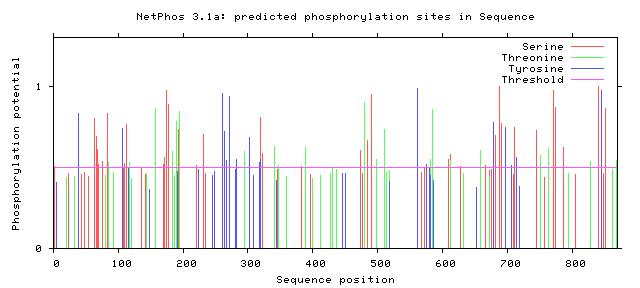 NetPhos 3.1a: predicted phosphorylation sites in Sequence
Serine
Threonine
Tyrosine
Threshold
Phosphorylation potential
1
0
0 100 200 300 400 500 600 700 800
Sequence position